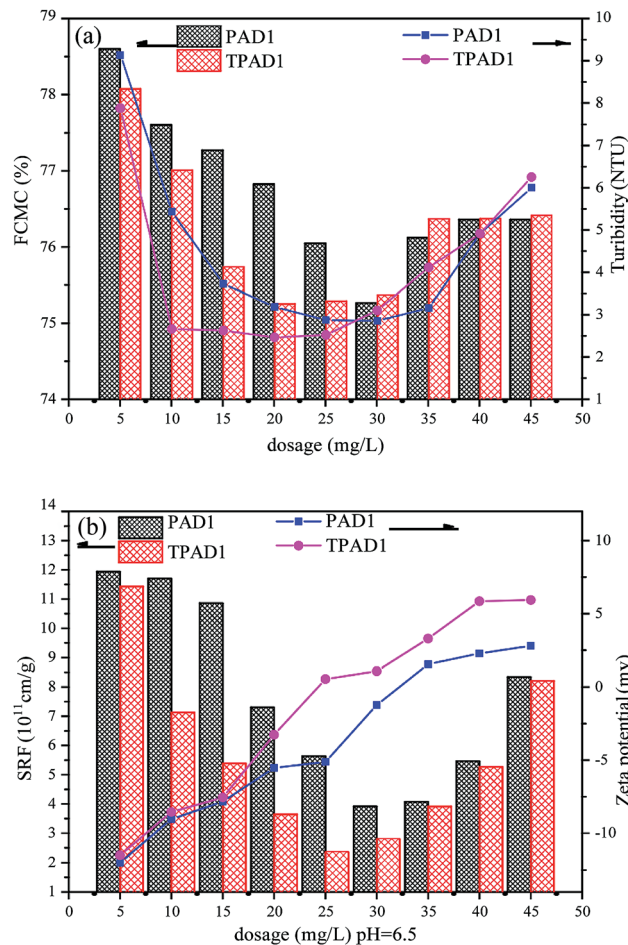 (a)
PAD1
TPAD1
PAD1
TPAD1
79
78
77
76
75
74
FCMC (%)
10
9
8
7
6
5
4
3
2
1
Turibidity (NTU)
0 5 10 15 20 25 30 35 40 45 50
dosage (mg/L)
(b)
PAD1
TPAD1
PAD1
TPAD1
14
13
12
11
10
9
8
7
6
5
4
3
2
1
SRF (10¹¹cm/g)
10
5
0
-5
-10
Zeta potential (mv)
0 5 10 15 20 25 30 35 40 45 50
dosage (mg/L) pH=6.5